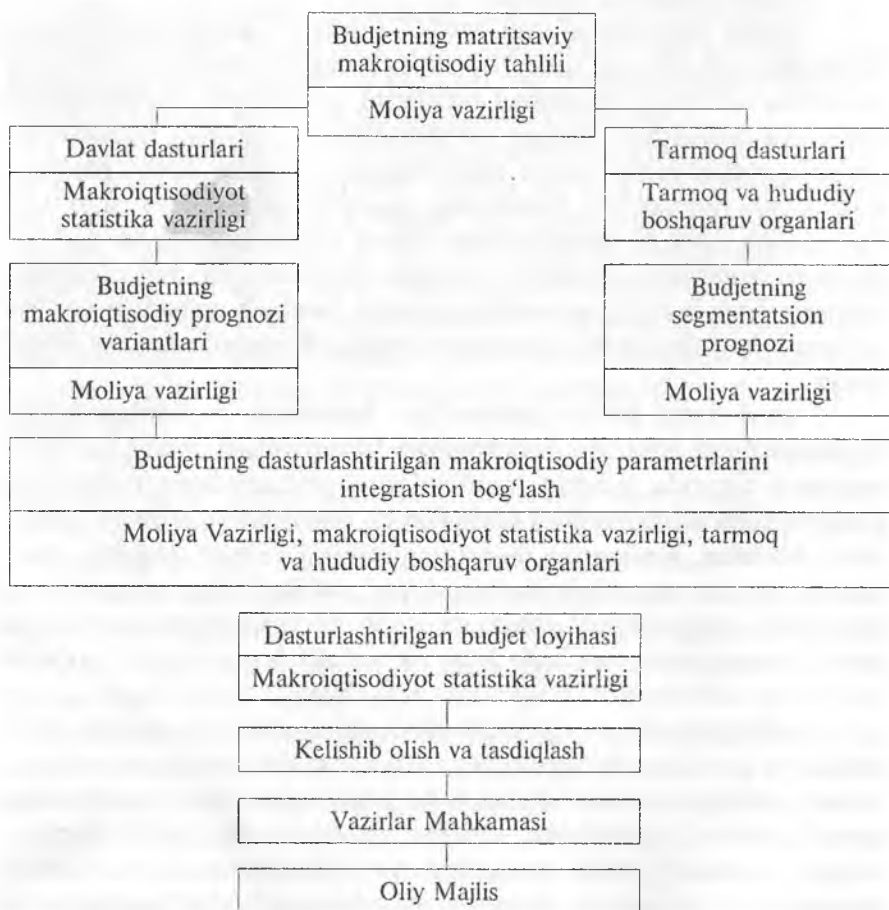 Budjetning matritsaviy
makroiqtisodiy tahlili
Moliya vazirligi
Davlat dasturlari
Makroiqtisodiyot
statistika vazirligi
Tarmoq dasturlari
Tarmoq va hududiy
boshqaruv organlari
Budjetning
makroiqtisodiy prognozi
variantlari
Moliya vazirligi
Budjetning
segmentatsion
prognozi
Moliya vazirligi
Budjetning dasturlashtirilgan makroiqtisodiy parametrlarini
integratsion bog‘lash
Moliya Vazirligi, makroiqtisodiyot statistika vazirligi, tarmoq
va hududiy boshqaruv organlari
Dasturlashtirilgan budjet loyihasi
Makroiqtisodiyot statistika vazirligi
Kelishib olish va tasdiqlash
Vazirlar Mahkamasi
Oliy Majlis